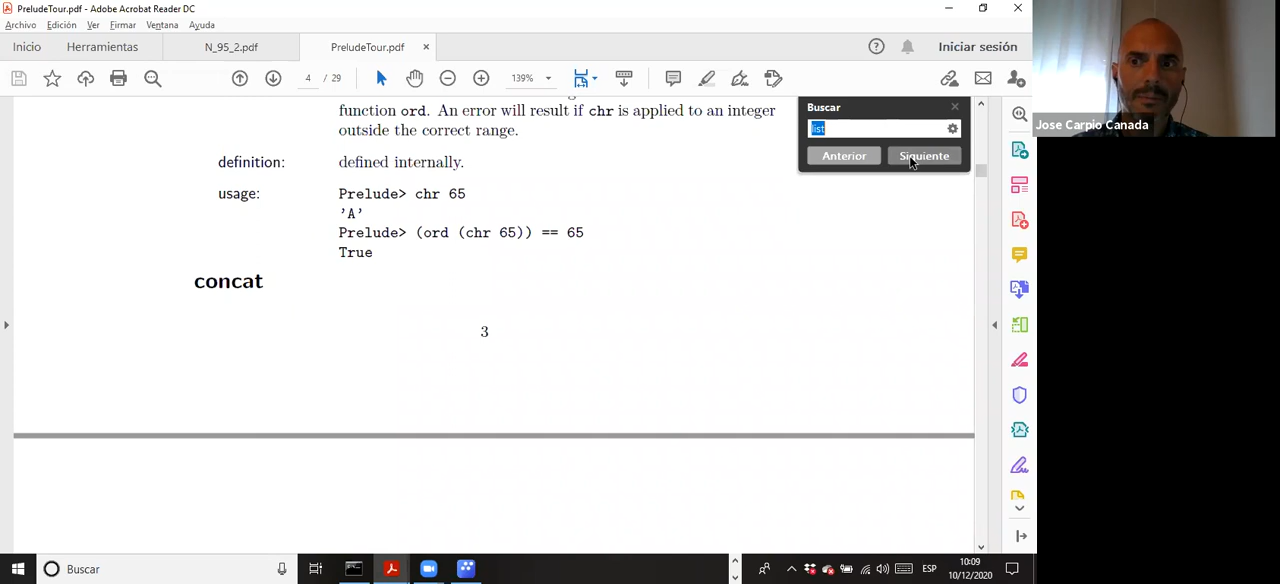 PreludeTour.pdf - Adobe Acrobat Reader DC
Archivo Edición Ver Firmar Ventana Ayuda
Inicio Herramientas N_95_2.pdf PreludeTour.pdf × Iniciar sesión
4 / 29 139%
function ord. An error will result if chr is applied to an integer
outside the correct range.
definition: defined internally.
usage: Prelude> chr 65
'A'
Prelude> (ord (chr 65)) == 65
True
concat
3
Buscar
list
Anterior Siguiente
Jose Carpio Canada
Buscar
ESP
10:09
10/12/2020